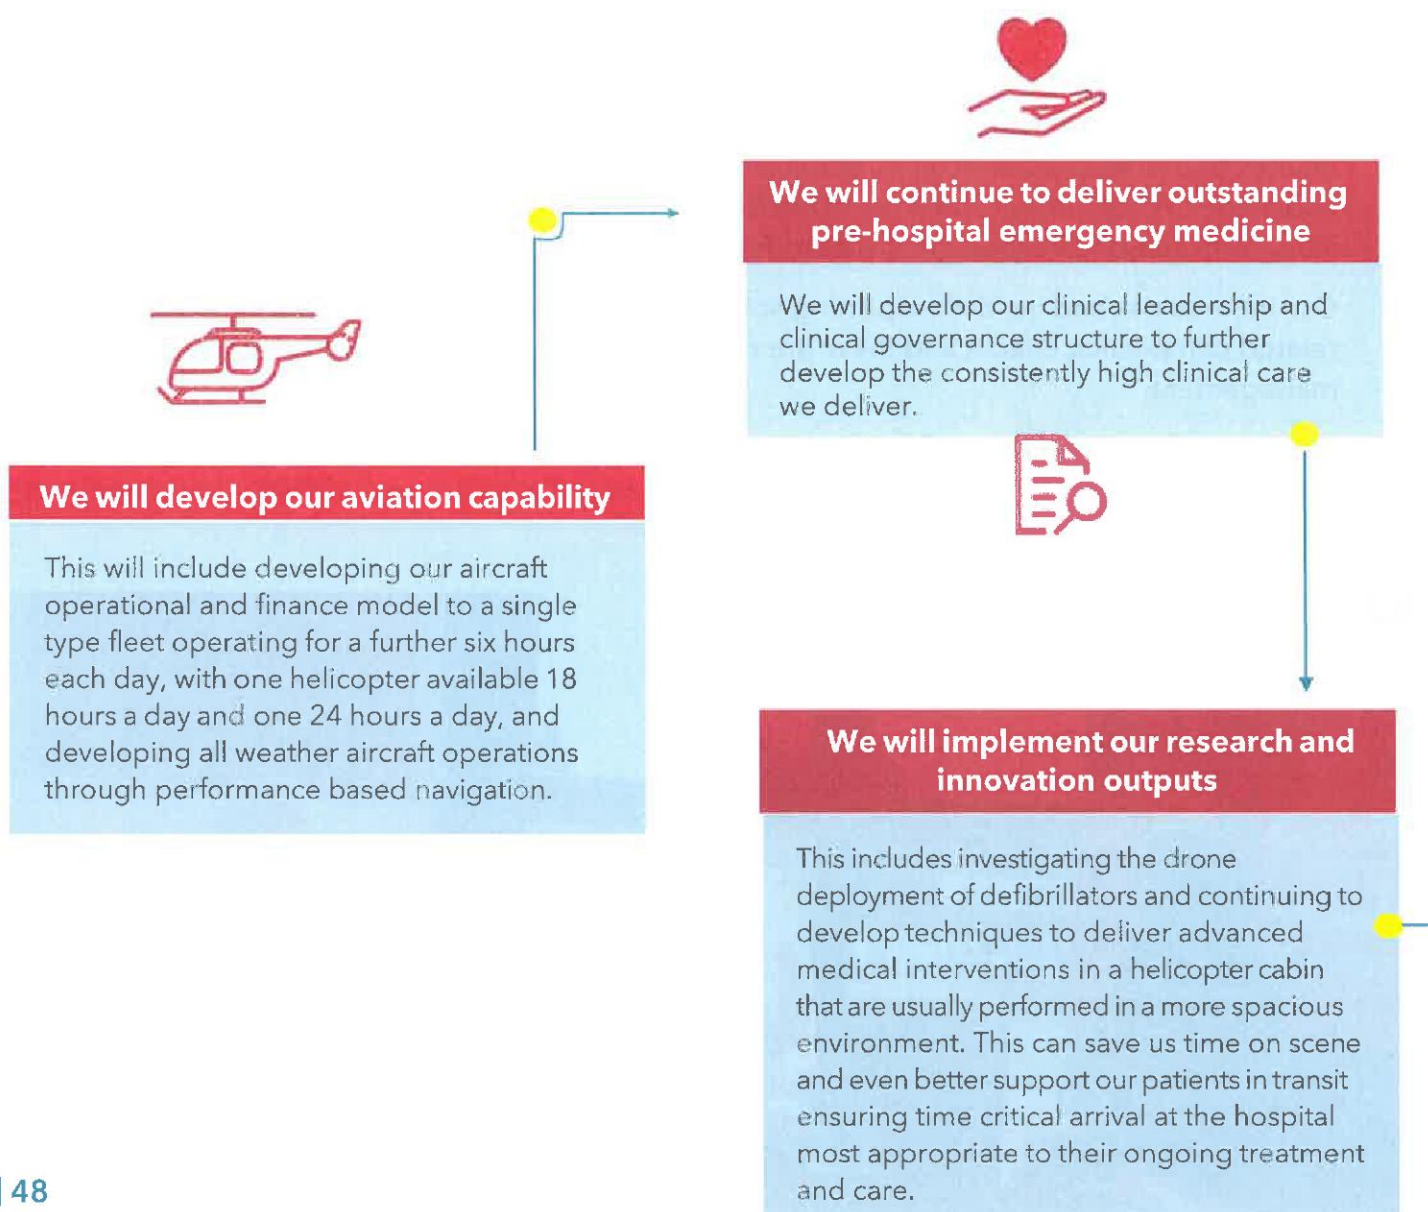 We will develop our aviation capability
This will include developing our aircraft
operational and finance model to a single
type fleet operating for a further six hours
each day, with one helicopter available 18
hours a day and one 24 hours a day, and
developing all weather aircraft operations
through performance based navigation.
We will continue to deliver outstanding
pre-hospital emergency medicine
We will develop our clinical leadership and
clinical governance structure to further
develop the consistently high clinical care
we deliver.
We will implement our research and
innovation outputs
This includes investigating the drone
deployment of defibrillators and continuing to
develop techniques to deliver advanced
medical interventions in a helicopter cabin
that are usually performed in a more spacious
environment. This can save us time on scene
and even better support our patients in transit
ensuring time critical arrival at the hospital
most appropriate to their ongoing treatment
and care.
48